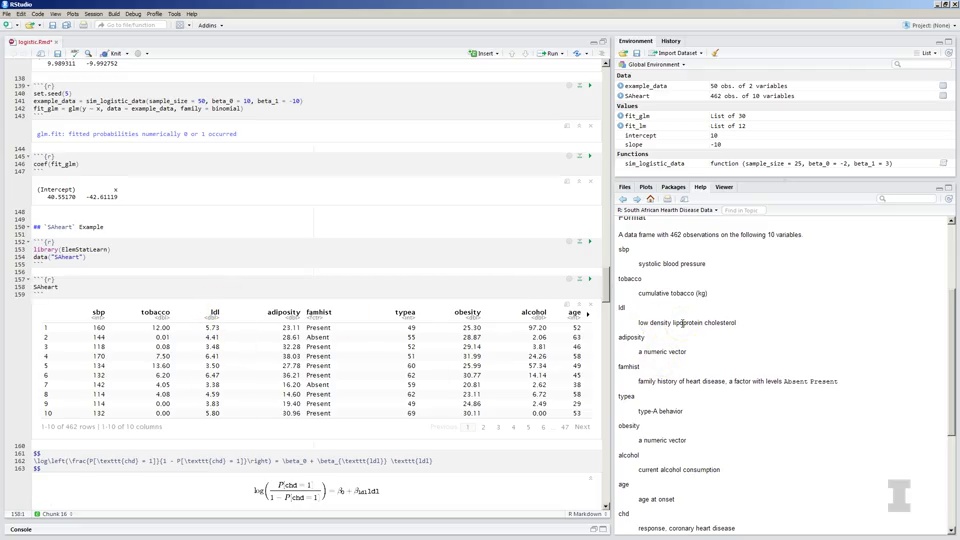 RStudio
File Edit Code View Plots Session Build Debug Profile Tools Help
Go to file/function
Addins
Project: (None)
logistic.Rmd*
Knit
Insert
Run
9.989311 -9.992752
138
139 ```{r}
140 set.seed(5)
141 example_data = sim_logistic_data(sample_size = 50, beta_0 = 10, beta_1 = -10)
142 fit_glm = glm(y ~ x, data = example_data, family = binomial)
143 ```
glm.fit: fitted probabilities numerically 0 or 1 occurred
144
145 ```{r}
146 coef(fit_glm)
147 ```
(Intercept) x
40.55170 -42.61119
148
149
150 ## `SAheart` Example
151
152 ```{r}
153 library(ElemStatLearn)
154 data("SAheart")
155 ```
156
157 ```{r}
158 SAheart
159 ```
sbp tobacco ldl adiposity famhist typea obesity alcohol age
<int> <dbl> <dbl> <dbl> <fctr> <int> <dbl> <dbl> <int>
1 160 12.00 5.73 23.11 Present 49 25.30 97.20 52
2 144 0.01 4.41 28.61 Absent 55 28.87 2.06 63
3 118 0.08 3.48 32.28 Present 52 29.14 3.81 46
4 170 7.50 6.41 38.03 Present 51 31.99 24.26 58
5 134 13.60 3.50 27.78 Present 60 25.99 57.34 49
6 132 6.20 6.47 36.21 Present 62 30.77 14.14 45
7 142 4.05 3.38 16.20 Absent 59 20.81 2.62 38
8 114 4.08 4.59 14.60 Present 62 23.11 6.72 58
9 114 0.00 3.83 19.40 Present 49 24.86 2.49 29
10 132 0.00 5.80 30.96 Present 69 30.11 0.00 53
1-10 of 462 rows | 1-10 of 10 columns
Previous 1 2 3 4 5 6 ... 47 Next
160
161 $$
162 \log\left(\frac{P[\texttt{chd} = 1]}{1 - P[\texttt{chd} = 1]}\right) = \beta_0 + \beta_{\texttt{ldl}} \texttt{ldl}
163 $$
log(P[chd = 1] / 1 − P[chd = 1]) = β0 + βldl ldl
158:1 Chunk 16 R Markdown
Console
Environment History
Import Dataset List
Global Environment
Data
example_data 50 obs. of 2 variables
SAheart 462 obs. of 10 variables
Values
fit_glm List of 30
fit_lm List of 12
intercept 10
slope -10
Functions
sim_logistic_data function (sample_size = 25, beta_0 = -2, beta_1 = 3)
Files Plots Packages Help Viewer
R: South African Hearth Disease Data Find in Topic
Format
A data frame with 462 observations on the following 10 variables.
sbp
systolic blood pressure
tobacco
cumulative tobacco (kg)
ldl
low density lipoprotein cholesterol
adiposity
a numeric vector
famhist
family history of heart disease, a factor with levels Absent Present
typea
type-A behavior
obesity
a numeric vector
alcohol
current alcohol consumption
age
age at onset
chd
response, coronary heart disease